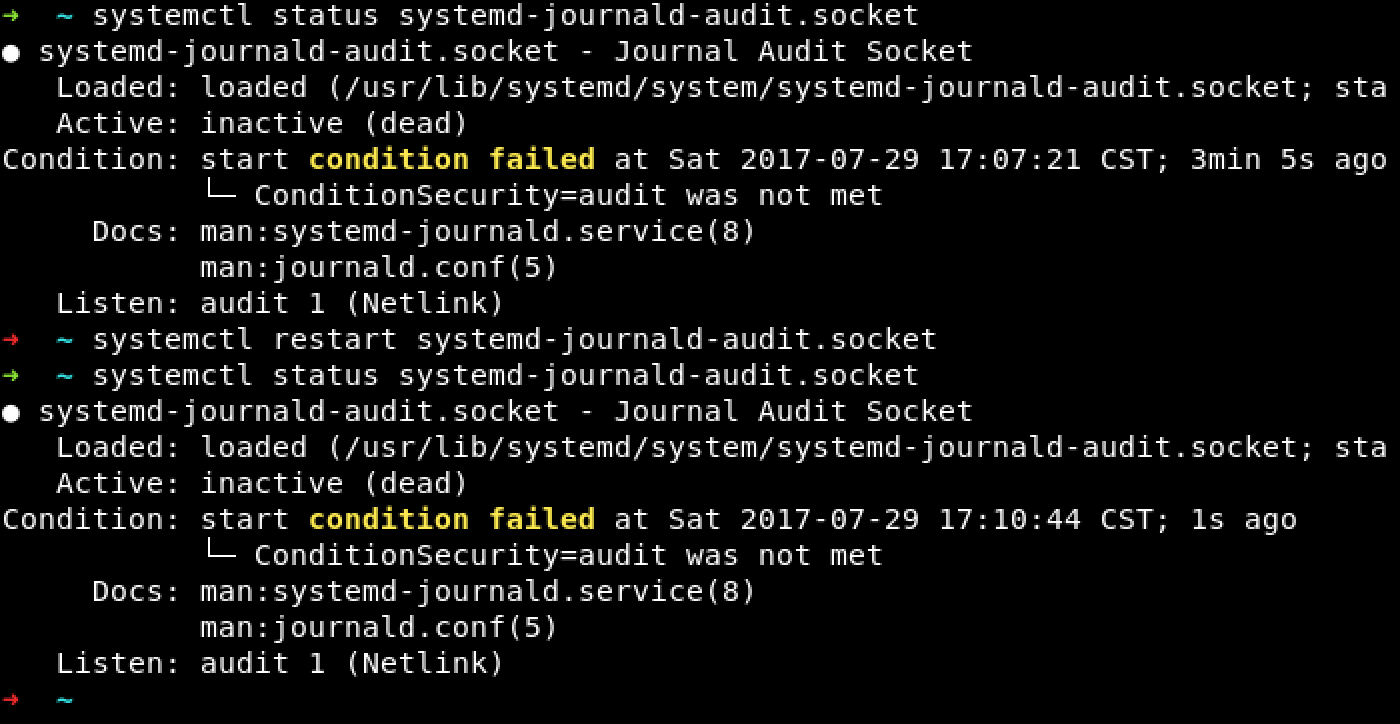 ➜  ~ systemctl status systemd-journald-audit.socket
● systemd-journald-audit.socket - Journal Audit Socket
   Loaded: loaded (/usr/lib/systemd/system/systemd-journald-audit.socket; sta
   Active: inactive (dead)
Condition: start condition failed at Sat 2017-07-29 17:07:21 CST; 3min 5s ago
           └─ ConditionSecurity=audit was not met
     Docs: man:systemd-journald.service(8)
           man:journald.conf(5)
   Listen: audit 1 (Netlink)
➜  ~ systemctl restart systemd-journald-audit.socket
➜  ~ systemctl status systemd-journald-audit.socket
● systemd-journald-audit.socket - Journal Audit Socket
   Loaded: loaded (/usr/lib/systemd/system/systemd-journald-audit.socket; sta
   Active: inactive (dead)
Condition: start condition failed at Sat 2017-07-29 17:10:44 CST; 1s ago
           └─ ConditionSecurity=audit was not met
     Docs: man:systemd-journald.service(8)
           man:journald.conf(5)
   Listen: audit 1 (Netlink)
➜  ~